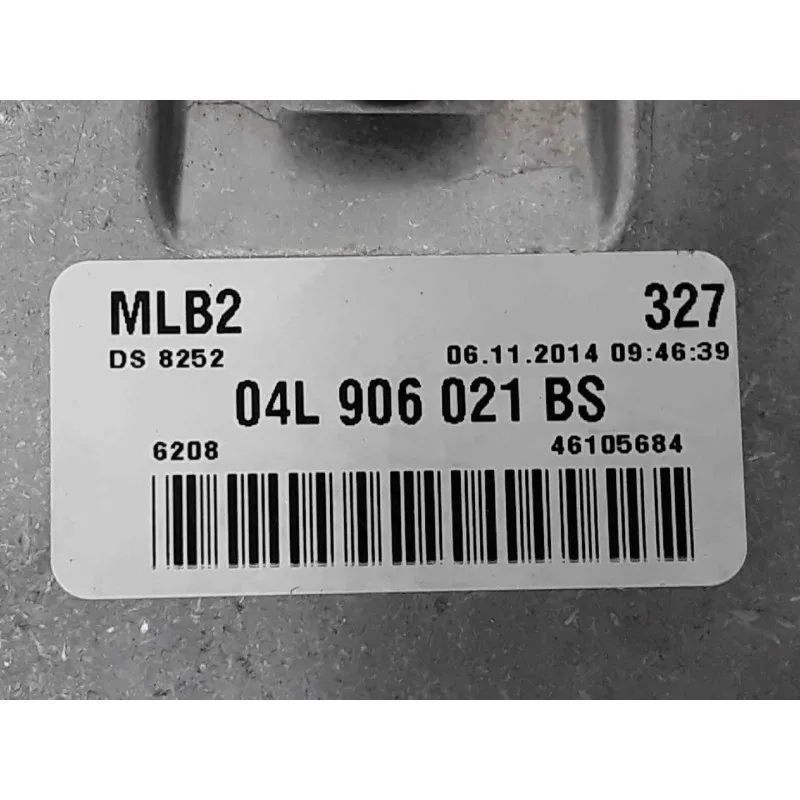 MLB2 327
DS 8252 06.11.2014 09:46:39
04L 906 021 BS
6208 46105684